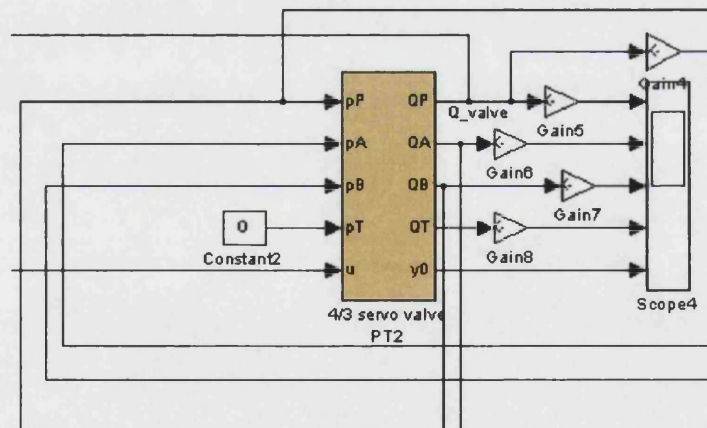 Gain4
pP QP
Q_valve
Gain5
pA QA
Gain6
pB QB
Gain7
0
pT QT
Constant2
Gain8
u y0
Scope4
4/3 servo valve
PT2